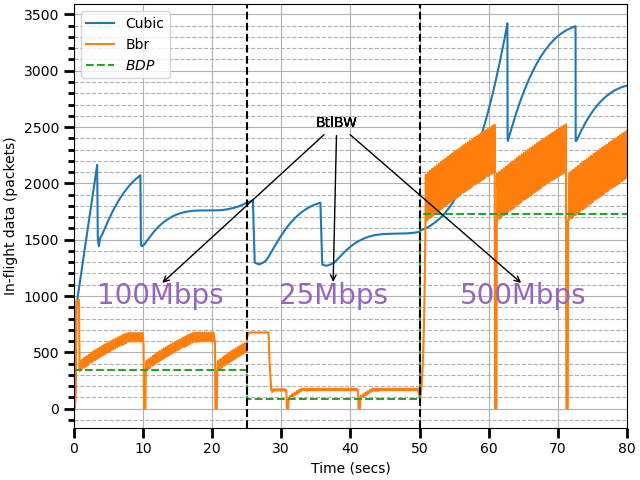 3500
3000
2500
2000
1500
1000
500
0
In-flight data (packets)
Cubic
Bbr
BDP
BtlBW
100Mbps 25Mbps 500Mbps
0 10 20 30 40 50 60 70 80
Time (secs)